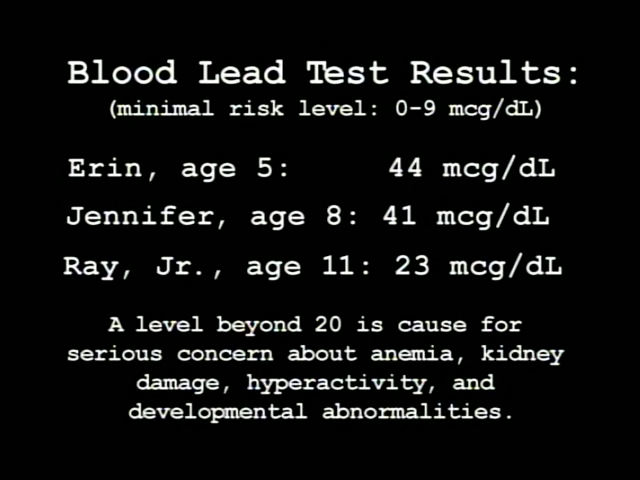 Blood Lead Test Results:
(minimal risk level: 0-9 mcg/dL)
Erin, age 5: 44 mcg/dL
Jennifer, age 8: 41 mcg/dL
Ray, Jr., age 11: 23 mcg/dL
A level beyond 20 is cause for
serious concern about anemia, kidney
damage, hyperactivity, and
developmental abnormalities.